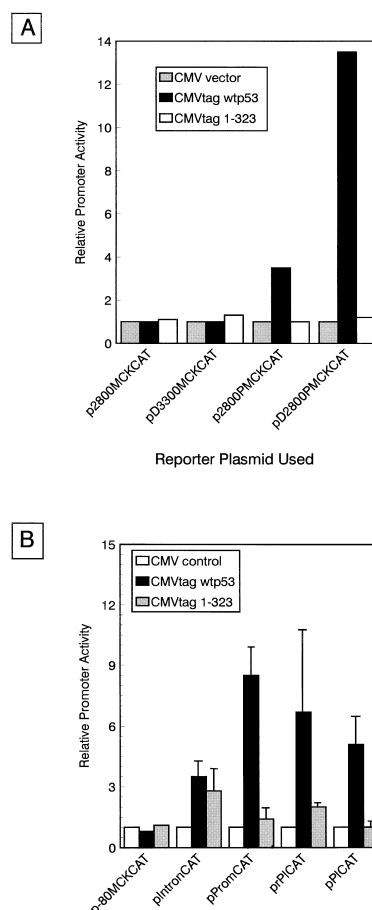 A
14
12
10
8
6
4
2
0
Relative Promoter Activity
CMV vector
CMVtag wtp53
CMVtag 1-323
p2800MCKCAT
pD3300MCKCAT
p2800PMCKCAT
pD2800PMCKCAT
Reporter Plasmid Used
B
15
12
9
6
3
0
Relative Promoter Activity
CMV control
CMVtag wtp53
CMVtag 1-323
p-80MCKCAT
pIntronCAT
pPromCAT
prPICAT
pPICAT